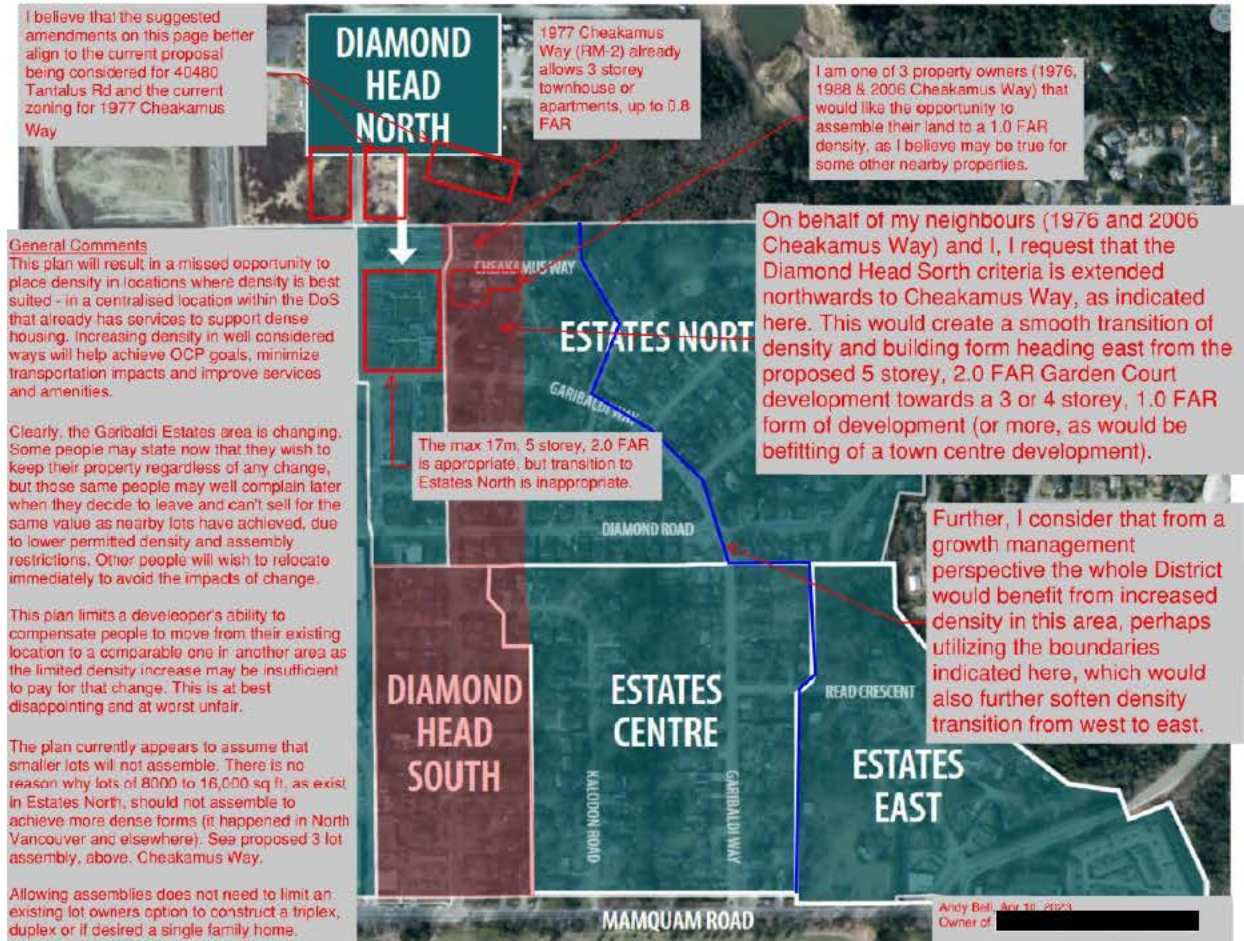 I believe that the suggested
amendments on this page better
align to the current proposal
being considered for 40480
Tantalus Rd and the current
zoning for 1977 Cheakamus
Way
DIAMOND
HEAD
NORTH
1977 Cheakamus
Way (RM-2) already
allows 3 storey
townhouse or
apartments, up to 0.8
FAR
I am one of 3 property owners (1976,
1988 & 2006 Cheakamus Way) that
would like the opportunity to
assemble their land to a 1.0 FAR
density, as I believe may be true for
some other nearby properties.
On behalf of my neighbours (1976 and 2006
Cheakamus Way) and I, I request that the
Diamond Head Sorth criteria is extended
northwards to Cheakamus Way, as indicated
here. This would create a smooth transition of
density and building form heading east from the
proposed 5 storey, 2.0 FAR Garden Court
development towards a 3 or 4 storey, 1.0 FAR
form of development (or more, as would be
befitting of a town centre development).
General Comments
This plan will result in a missed opportunity to
place density in locations where density is best
suited - in a centralised location within the DoS
that already has services to support dense
housing. Increasing density in well considered
ways will help achieve OCP goals, minimize
transportation impacts and improve services
and amenities.
Clearly, the Garibaldi Estates area is changing.
Some people may state now that they wish to
keep their property regardless of any change,
but those same people may well complain later
when they decide to leave and can't sell for the
same value as nearby lots have achieved, due
to lower permitted density and assembly
restrictions. Other people will wish to relocate
immediately to avoid the impacts of change.
This plan limits a develeoper's ability to
compensate people to move from their existing
location to a comparable one in another area as
the limited density increase may be insufficient
to pay for that change. This is at best
disappointing and at worst unfair.
The plan currently appears to assume that
smaller lots will not assemble. There is no
reason why lots of 8000 to 16,000 sq ft, as exist
in Estates North, should not assemble to
achieve more dense forms (it happened in North
Vancouver and elsewhere). See proposed 3 lot
assembly, above. Cheakamus Way.
Allowing assemblies does not need to limit an
existing lot owners option to construct a triplex,
duplex or if desired a single family home.
CHEAKAMUS WAY
ESTATES NORT
GARIBALDI WAY
The max 17m, 5 storey, 2.0 FAR
is appropriate, but transition to
Estates North is inappropriate.
DIAMOND ROAD
Further, I consider that from a
growth management
perspective the whole District
would benefit from increased
density in this area, perhaps
utilizing the boundaries
indicated here, which would
also further soften density
transition from west to east.
DIAMOND
HEAD
SOUTH
ESTATES
CENTRE
READ CRESCENT
ESTATES
EAST
KALODON ROAD
GARIBALDI WAY
MAMQUAM ROAD
Andy Bell, Apr 10, 2023
Owner of